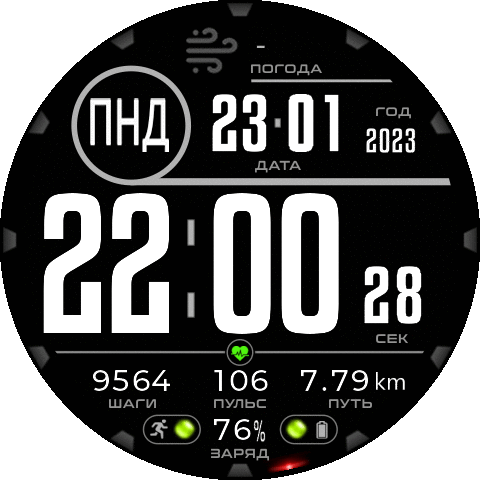 -
ПОГОДА
ПНД
23·01
ДАТА
ГОД
2023
22:00
28
СЕК
9564
ШАГИ
106
ПУЛЬС
7.79 km
ПУТЬ
76%
ЗАРЯД